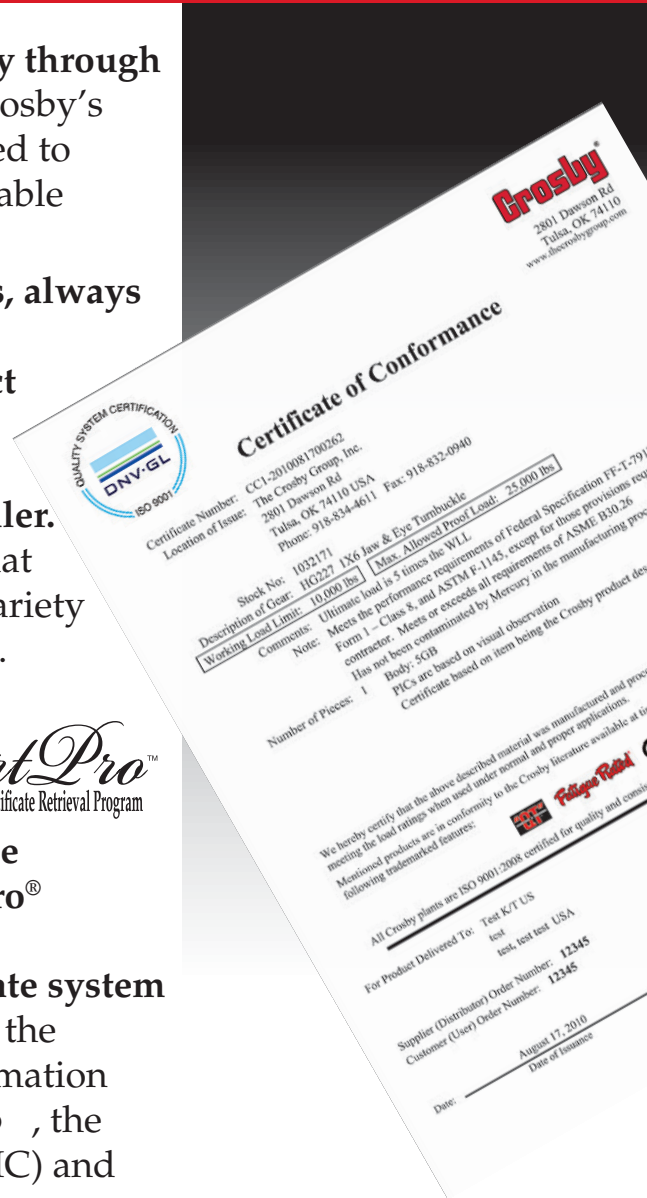 y through
osby's
ed to
able
s, always
ct
ler.
at
ariety
.
rtPro™
ificate Retrieval Program
e
ro®
ate system
the
mation
, the
IC) and
Crosby®
2801 Dawson Rd
Tulsa, OK 74110
www.thecrosbygroup.com
QUALITY SYSTEM CERTIFICATION
DNV·GL
ISO 9001
Certificate of Conformance
Certificate Number: CC1-2010081700262
Location of Issue: The Crosby Group, Inc.
2801 Dawson Rd
Tulsa, OK 74110 USA
Phone: 918-834-4611 Fax: 918-832-0940
Stock No: 1032171
Description of Gear: HG227 1X6 Jaw & Eye Turnbuckle
Working Load Limit: 10,000 lbs Max. Allowed Proof Load: 25,000 lbs
Comments: Ultimate load is 5 times the WLL
Note: Meets the performance requirements of Federal Specification FF-T-791
Form 1 – Class 8, and ASTM F-1145, except for those provisions requ
contractor. Meets or exceeds all requirements of ASME B30.26
Has not been contaminated by Mercury in the manufacturing proc
Body: 5GB
Number of Pieces: 1 PICs are based on visual observation
Certificate based on item being the Crosby product des
We hereby certify that the above described material was manufactured and proce
meeting the load ratings when used under normal and proper applications.
Mentioned products are in conformity to the Crosby literature available at ti
following trademarked features:
QT Fatigue Rated
All Crosby plants are ISO 9001:2008 certified for quality and consis
For Product Delivered To: Test K/T US
test
test, test test USA
Supplier (Distributor) Order Number: 12345
Customer (User) Order Number: 12345
Date: August 17, 2010
Date of Issuance